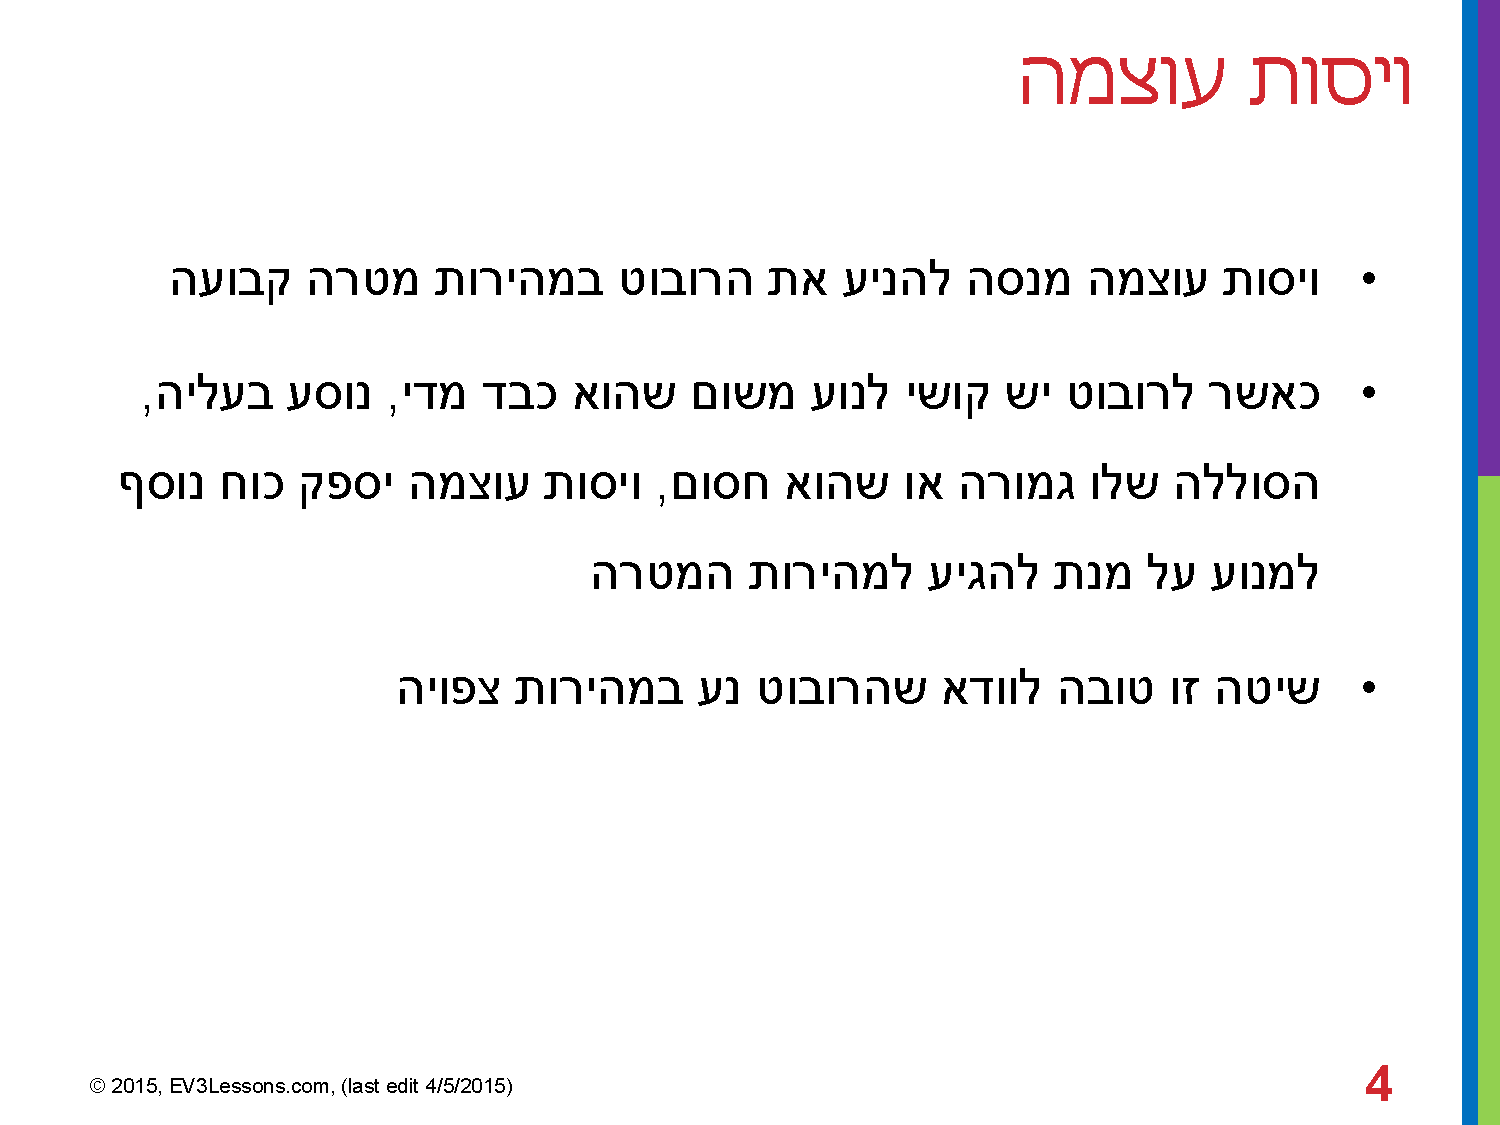 ויסות עוצמה
• ויסות עוצמה מנסה להניע את הרובוט במהירות מטרה קבועה
• כאשר לרובוט יש קושי לנוע משום שהוא כבד מדי, נוסע בעליה,
הסוללה שלו גמורה או שהוא חסום, ויסות עוצמה יספק כוח נוסף
למנוע על מנת להגיע למהירות המטרה
• שיטה זו טובה לוודא שהרובוט נע במהירות צפויה
© 2015, EV3Lessons.com, (last edit 4/5/2015)
4